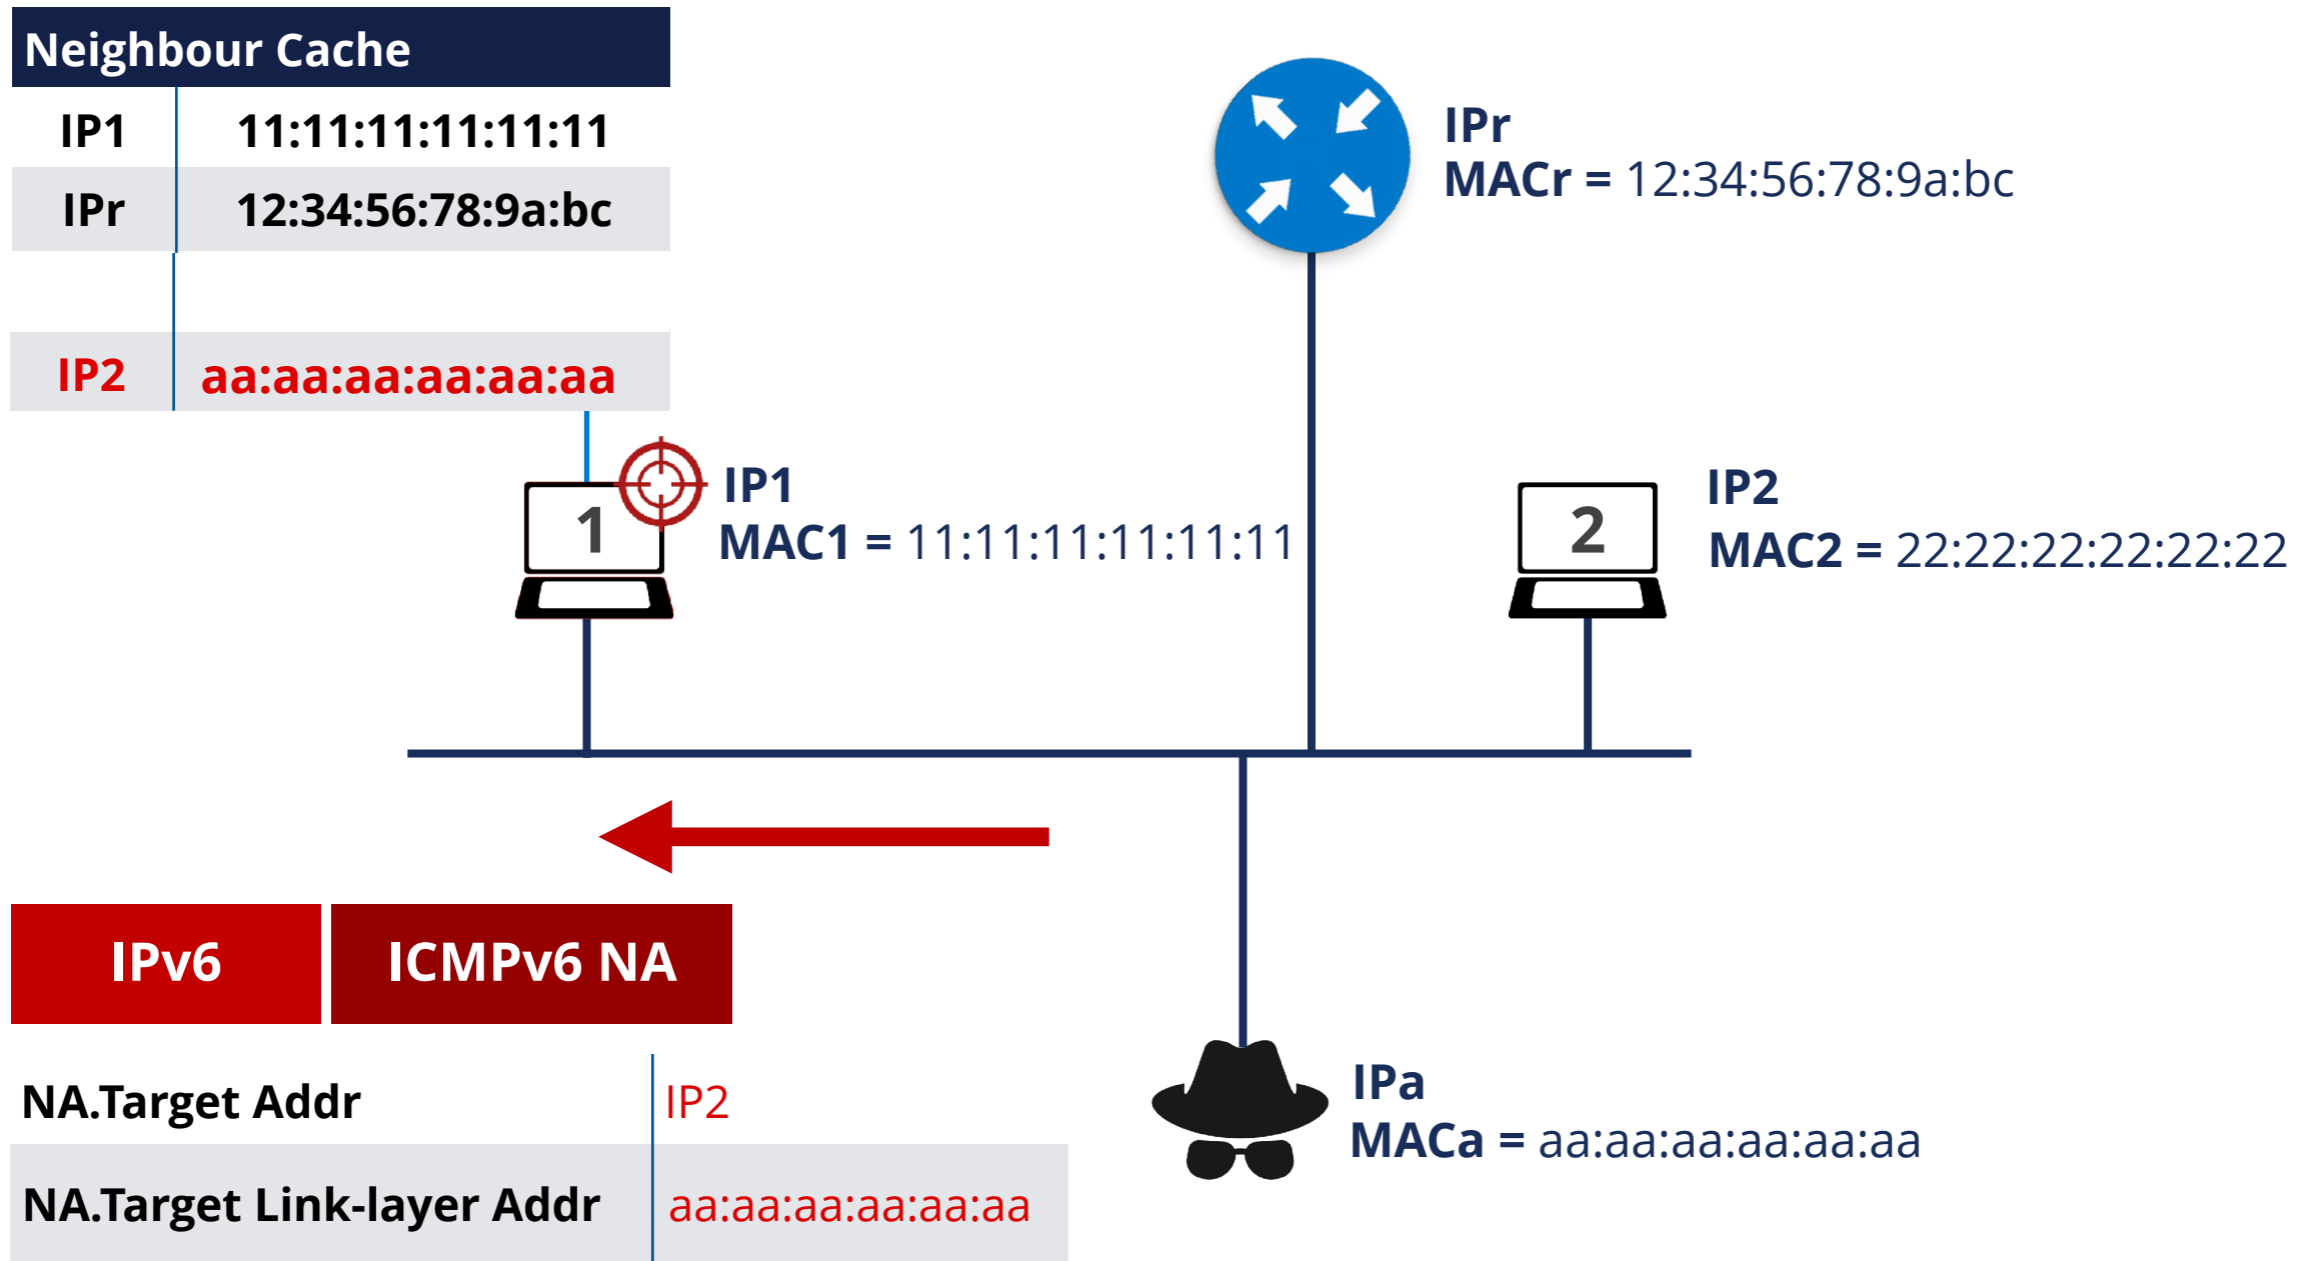 Neighbour Cache
IP1 11:11:11:11:11:11
IPr 12:34:56:78:9a:bc
IP2 aa:aa:aa:aa:aa:aa
IPr
MACr = 12:34:56:78:9a:bc
1
IP1
MAC1 = 11:11:11:11:11:11
2
IP2
MAC2 = 22:22:22:22:22:22
IPv6
ICMPv6 NA
NA.Target Addr IP2
NA.Target Link-layer Addr aa:aa:aa:aa:aa:aa
IPa
MACa = aa:aa:aa:aa:aa:aa